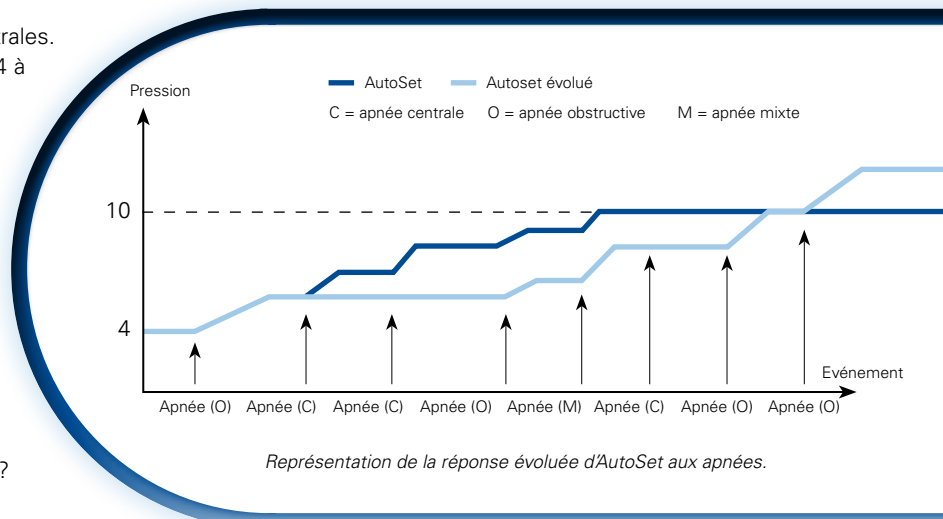 trales.
4 à
?
Pression
AutoSet Autoset évolué
C = apnée centrale O = apnée obstructive M = apnée mixte
10
4
Evénement
Apnée (O) Apnée (C) Apnée (C) Apnée (O) Apnée (M) Apnée (C) Apnée (O) Apnée (O)
Représentation de la réponse évoluée d'AutoSet aux apnées.